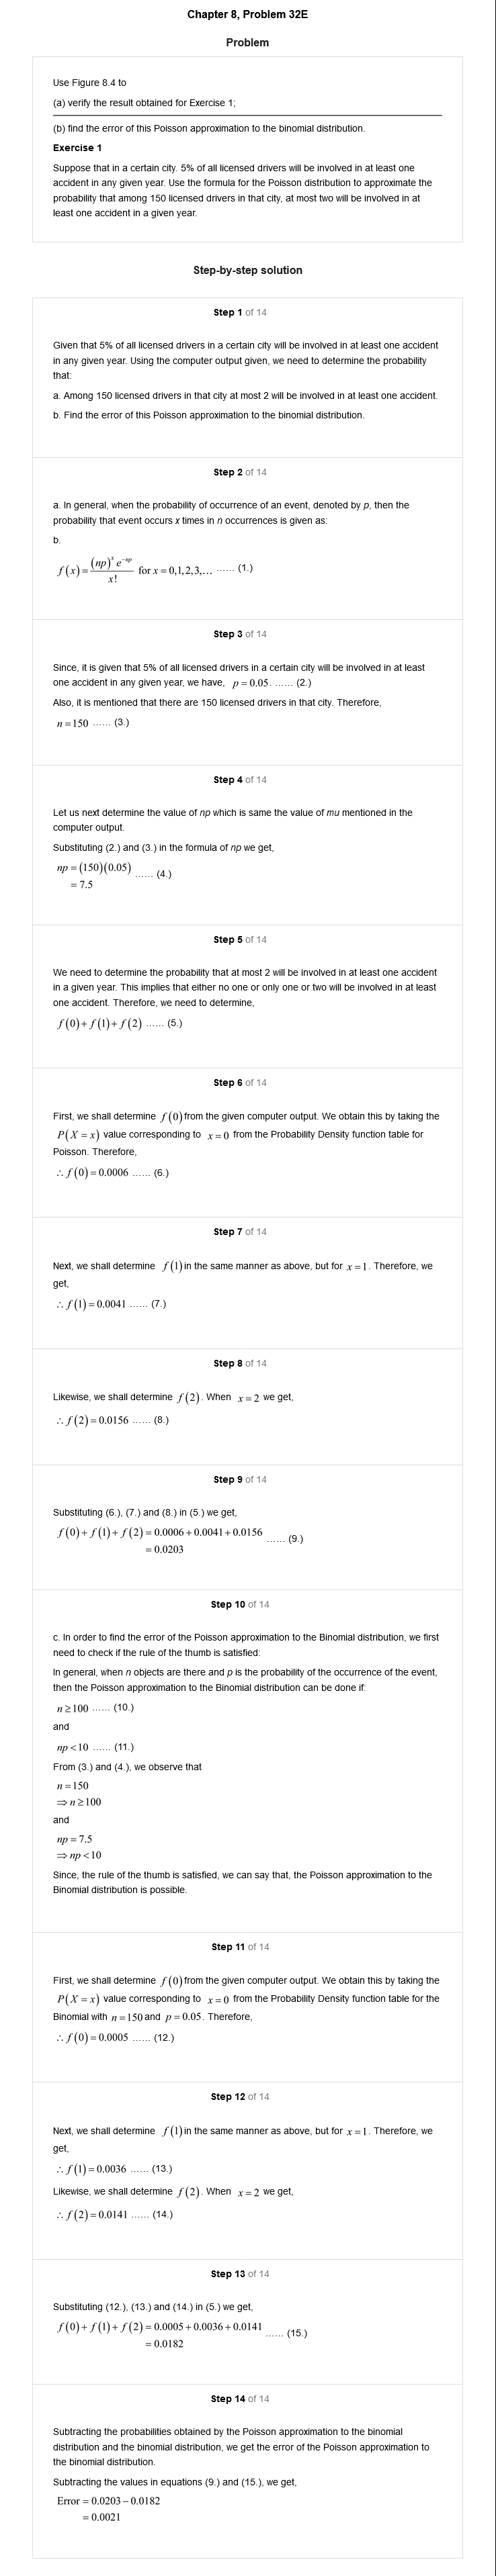 Chapter 8, Problem 32E
Problem
Use Figure 8.4 to
(a) verify the result obtained for Exercise 1;
(b) find the error of this Poisson approximation to the binomial distribution.
Exercise 1
Suppose that in a certain city. 5% of all licensed drivers will be involved in at least one
accident in any given year. Use the formula for the Poisson distribution to approximate the
probability that among 150 licensed drivers in that city, at most two will be involved in at
least one accident in a given year.
Step-by-step solution
Step 1 of 14
Given that 5% of all licensed drivers in a certain city will be involved in at least one accident
in any given year. Using the computer output given, we need to determine the probability
that:
a. Among 150 licensed drivers in that city at most 2 will be involved in at least one accident.
b. Find the error of this Poisson approximation to the binomial distribution.
Step 2 of 14
a. In general, when the probability of occurrence of an event, denoted by p, then the
probability that event occurs x times in n occurrences is given as:
b.
f(x) = (np)^x e^{-np} / x! for x = 0,1,2,3,... ...... (1.)
Step 3 of 14
Since, it is given that 5% of all licensed drivers in a certain city will be involved in at least
one accident in any given year, we have, p = 0.05. ...... (2.)
Also, it is mentioned that there are 150 licensed drivers in that city. Therefore,
n = 150 ...... (3.)
Step 4 of 14
Let us next determine the value of np which is same the value of mu mentioned in the
computer output.
Substituting (2.) and (3.) in the formula of np we get,
np = (150)(0.05) ...... (4.)
= 7.5
Step 5 of 14
We need to determine the probability that at most 2 will be involved in at least one accident
in a given year. This implies that either no one or only one or two will be involved in at least
one accident. Therefore, we need to determine,
f(0) + f(1) + f(2) ...... (5.)
Step 6 of 14
First, we shall determine f(0) from the given computer output. We obtain this by taking the
P(X = x) value corresponding to x = 0 from the Probability Density function table for
Poisson. Therefore,
∴ f(0) = 0.0006 ...... (6.)
Step 7 of 14
Next, we shall determine f(1) in the same manner as above, but for x = 1. Therefore, we
get,
∴ f(1) = 0.0041 ...... (7.)
Step 8 of 14
Likewise, we shall determine f(2). When x = 2 we get,
∴ f(2) = 0.0156 ...... (8.)
Step 9 of 14
Substituting (6.), (7.) and (8.) in (5.) we get,
f(0) + f(1) + f(2) = 0.0006 + 0.0041 + 0.0156 ...... (9.)
= 0.0203
Step 10 of 14
c. In order to find the error of the Poisson approximation to the Binomial distribution, we first
need to check if the rule of the thumb is satisfied:
In general, when n objects are there and p is the probability of the occurrence of the event,
then the Poisson approximation to the Binomial distribution can be done if:
n ≥ 100 ...... (10.)
and
np < 10 ...... (11.)
From (3.) and (4.), we observe that
n = 150
⇒ n ≥ 100
and
np = 7.5
⇒ np < 10
Since, the rule of the thumb is satisfied, we can say that, the Poisson approximation to the
Binomial distribution is possible.
Step 11 of 14
First, we shall determine f(0) from the given computer output. We obtain this by taking the
P(X = x) value corresponding to x = 0 from the Probability Density function table for the
Binomial with n = 150 and p = 0.05. Therefore,
∴ f(0) = 0.0005 ...... (12.)
Step 12 of 14
Next, we shall determine f(1) in the same manner as above, but for x = 1. Therefore, we
get,
∴ f(1) = 0.0036 ...... (13.)
Likewise, we shall determine f(2). When x = 2 we get,
∴ f(2) = 0.0141 ...... (14.)
Step 13 of 14
Substituting (12.), (13.) and (14.) in (5.) we get,
f(0) + f(1) + f(2) = 0.0005 + 0.0036 + 0.0141 ...... (15.)
= 0.0182
Step 14 of 14
Subtracting the probabilities obtained by the Poisson approximation to the binomial
distribution and the binomial distribution, we get the error of the Poisson approximation to
the binomial distribution.
Subtracting the values in equations (9.) and (15.), we get,
Error = 0.0203 − 0.0182
= 0.0021